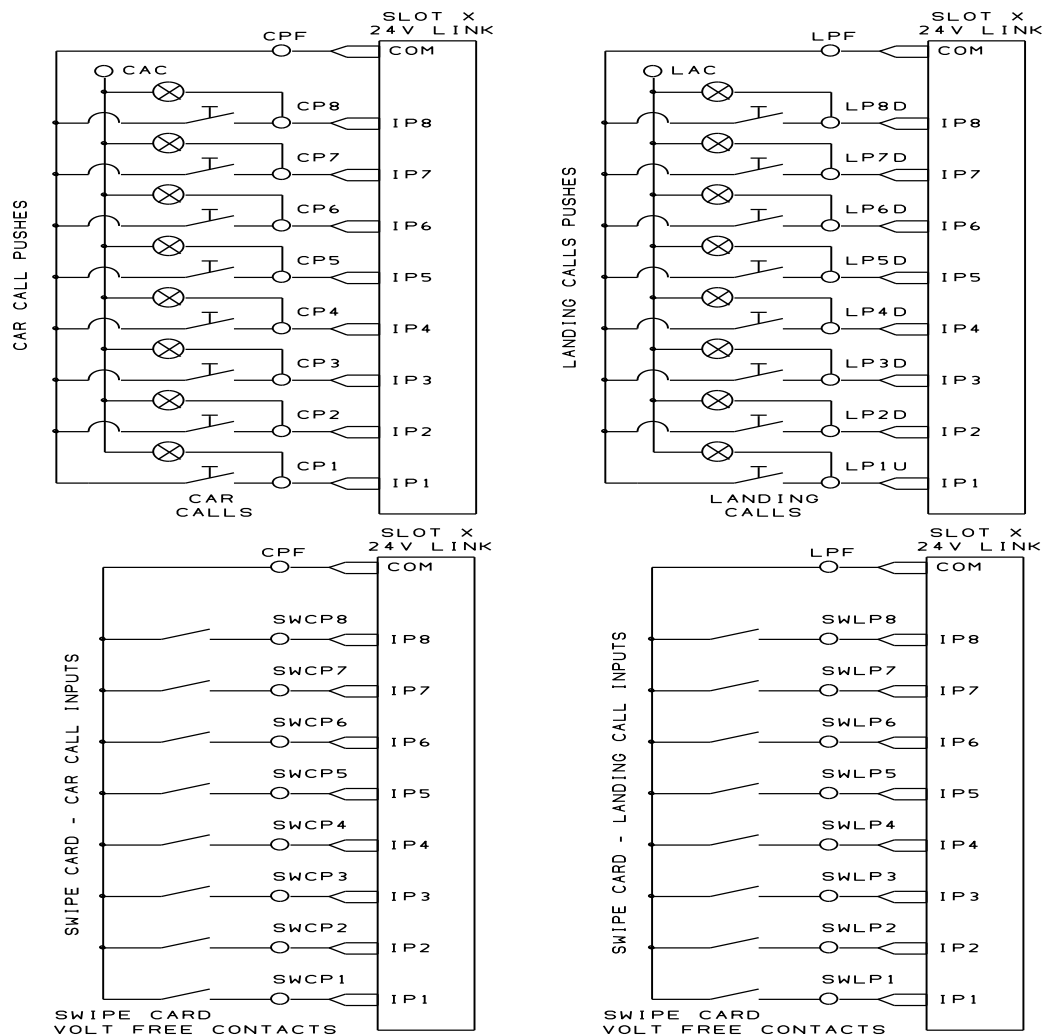 SLOT X
24V LINK
CPF
COM
CAC
CP8
IP8
CP7
IP7
CP6
IP6
CP5
IP5
CP4
IP4
CP3
IP3
CP2
IP2
CP1
IP1
CAR CALL PUSHES
CAR
CALLS
SLOT X
24V LINK
LPF
COM
LAC
LP8D
IP8
LP7D
IP7
LP6D
IP6
LP5D
IP5
LP4D
IP4
LP3D
IP3
LP2D
IP2
LP1U
IP1
LANDING CALLS PUSHES
LANDING
CALLS
SLOT X
24V LINK
CPF
COM
SWCP8
IP8
SWCP7
IP7
SWCP6
IP6
SWCP5
IP5
SWCP4
IP4
SWCP3
IP3
SWCP2
IP2
SWCP1
IP1
SWIPE CARD - CAR CALL INPUTS
SWIPE CARD
VOLT FREE CONTACTS
SLOT X
24V LINK
LPF
COM
SWLP8
IP8
SWLP7
IP7
SWLP6
IP6
SWLP5
IP5
SWLP4
IP4
SWLP3
IP3
SWLP2
IP2
SWLP1
IP1
SWIPE CARD - LANDING CALL INPUTS
SWIPE CARD
VOLT FREE CONTACTS